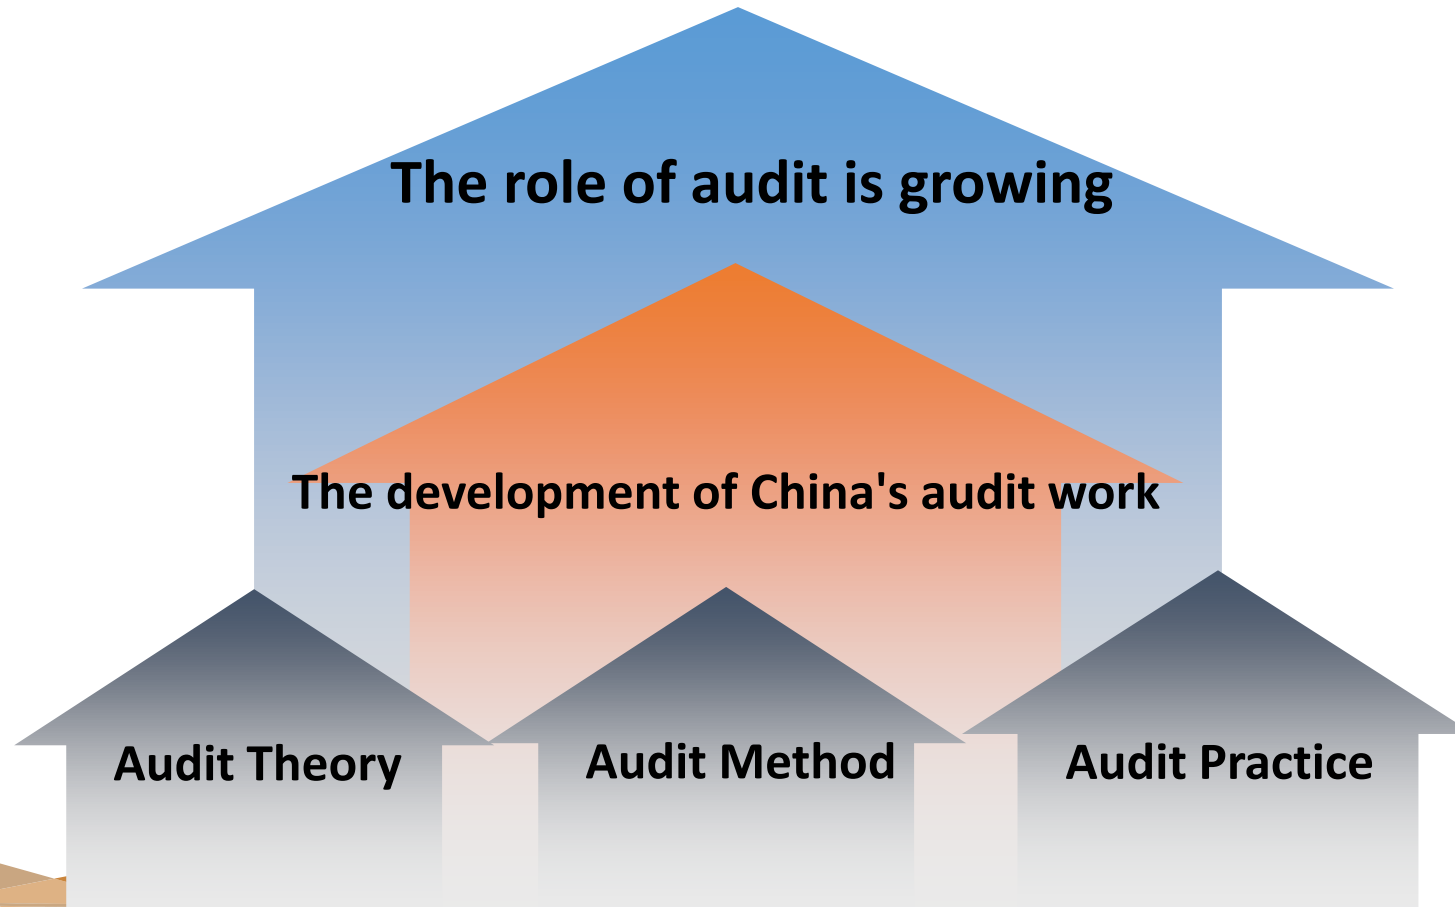 The role of audit is growing
The development of China's audit work
Audit Theory
Audit Method
Audit Practice